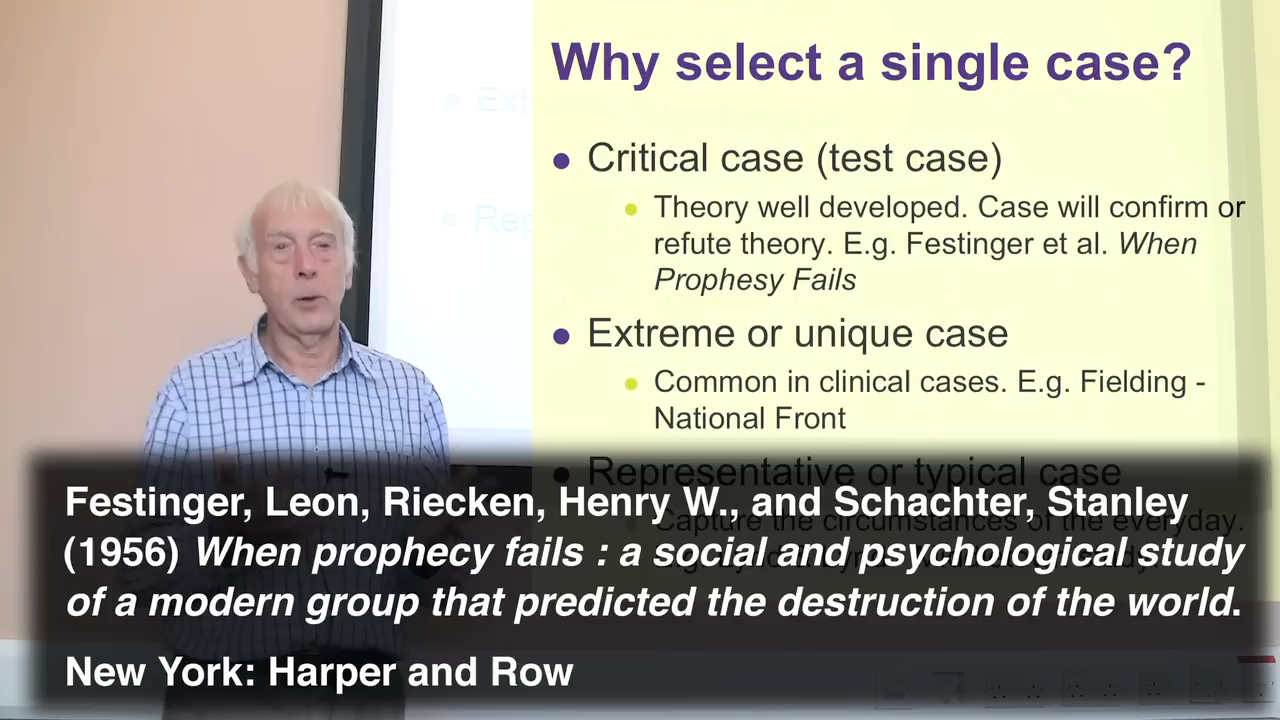 Why select a single case?
• Critical case (test case)
• Theory well developed. Case will confirm or
refute theory. E.g. Festinger et al. When
Prophesy Fails
• Extreme or unique case
• Common in clinical cases. E.g. Fielding -
National Front
• Representative or typical case
• Capture the circumstances of the everyday.
Festinger, Leon, Riecken, Henry W., and Schachter, Stanley
(1956) When prophecy fails : a social and psychological study
of a modern group that predicted the destruction of the world.
New York: Harper and Row